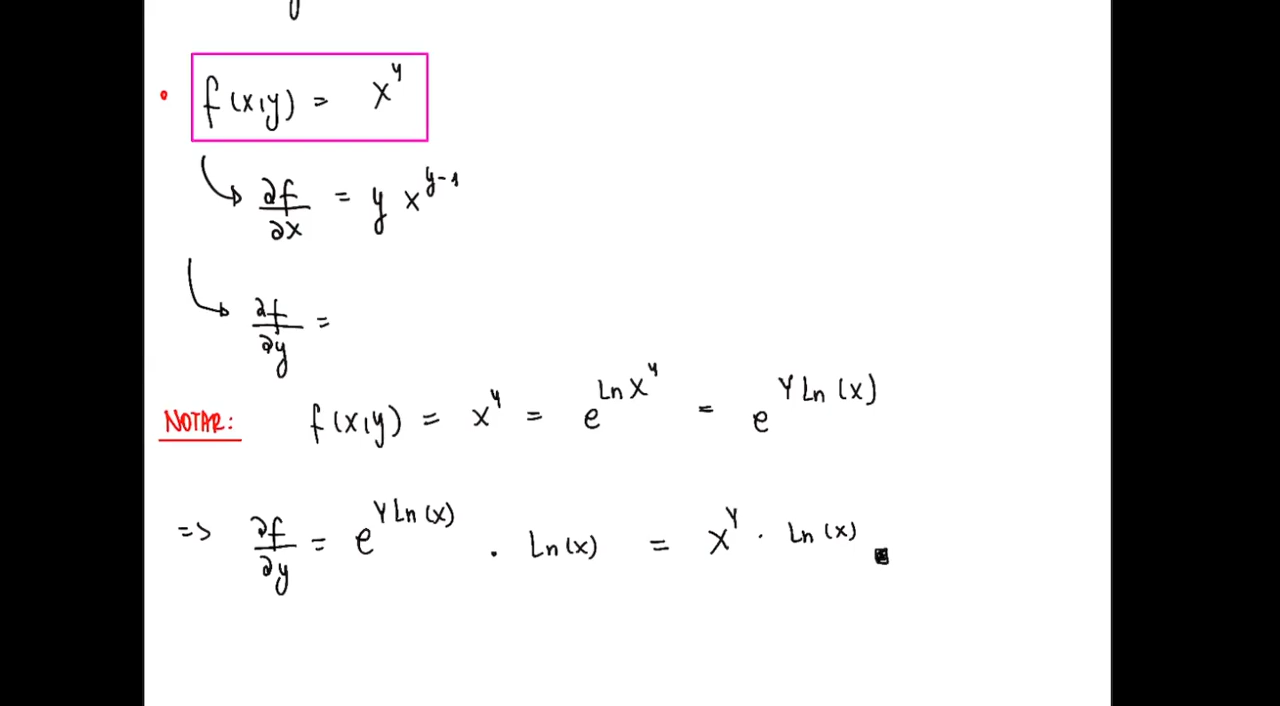 f(x,y) = x^y
∂f/∂x = y x^{y-1}
∂f/∂y =
NOTAR: f(x,y) = x^y = e^{Ln x^y} = e^{Y Ln(x)}
=> ∂f/∂y = e^{Y Ln(x)} · Ln(x) = x^Y · Ln(x)